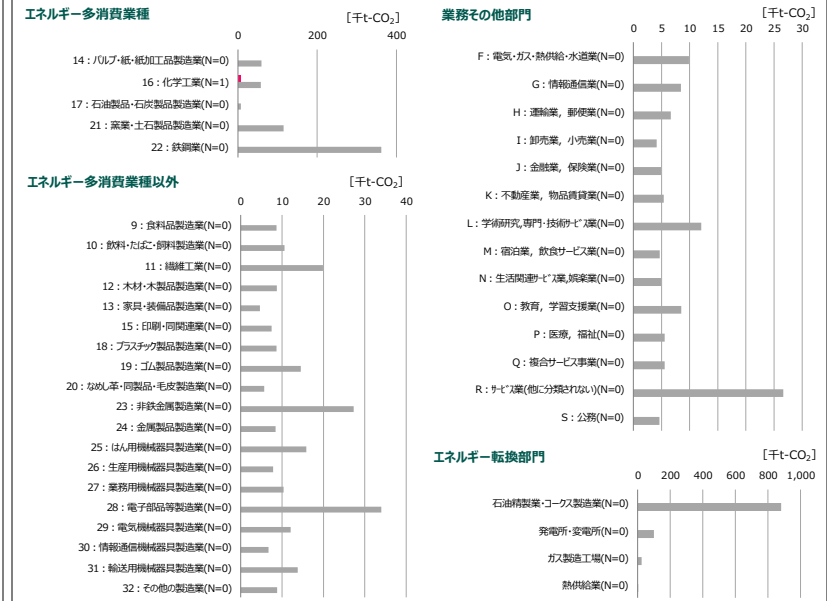 エネルギー多消費業種
[千t-CO2]
0 200 400
14：パルプ・紙・紙加工品製造業(N=0)
16：化学工業(N=1)
17：石油製品・石炭製品製造業(N=0)
21：窯業・土石製品製造業(N=0)
22：鉄鋼業(N=0)
エネルギー多消費業種以外
[千t-CO2]
0 10 20 30 40
9：食料品製造業(N=0)
10：飲料・たばこ・飼料製造業(N=0)
11：繊維工業(N=0)
12：木材・木製品製造業(N=0)
13：家具・装備品製造業(N=0)
15：印刷・同関連業(N=0)
18：プラスチック製品製造業(N=0)
19：ゴム製品製造業(N=0)
20：なめし革・同製品・毛皮製造業(N=0)
23：非鉄金属製造業(N=0)
24：金属製品製造業(N=0)
25：はん用機械器具製造業(N=0)
26：生産用機械器具製造業(N=0)
27：業務用機械器具製造業(N=0)
28：電子部品等製造業(N=0)
29：電気機械器具製造業(N=0)
30：情報通信機械器具製造業(N=0)
31：輸送用機械器具製造業(N=0)
32：その他の製造業(N=0)
業務その他部門
[千t-CO2]
0 5 10 15 20 25 30
F：電気・ガス・熱供給・水道業(N=0)
G：情報通信業(N=0)
H：運輸業，郵便業(N=0)
I：卸売業，小売業(N=0)
J：金融業，保険業(N=0)
K：不動産業，物品賃貸業(N=0)
L：学術研究,専門・技術ｻｰﾋﾞｽ業(N=0)
M：宿泊業，飲食サービス業(N=0)
N：生活関連ｻｰﾋﾞｽ業,娯楽業(N=0)
O：教育，学習支援業(N=0)
P：医療，福祉(N=0)
Q：複合サービス事業(N=0)
R：ｻｰﾋﾞｽ業(他に分類されない)(N=0)
S：公務(N=0)
エネルギー転換部門
[千t-CO2]
0 200 400 600 800 1,000
石油精製業・コークス製造業(N=0)
発電所・変電所(N=0)
ガス製造工場(N=0)
熱供給業(N=0)